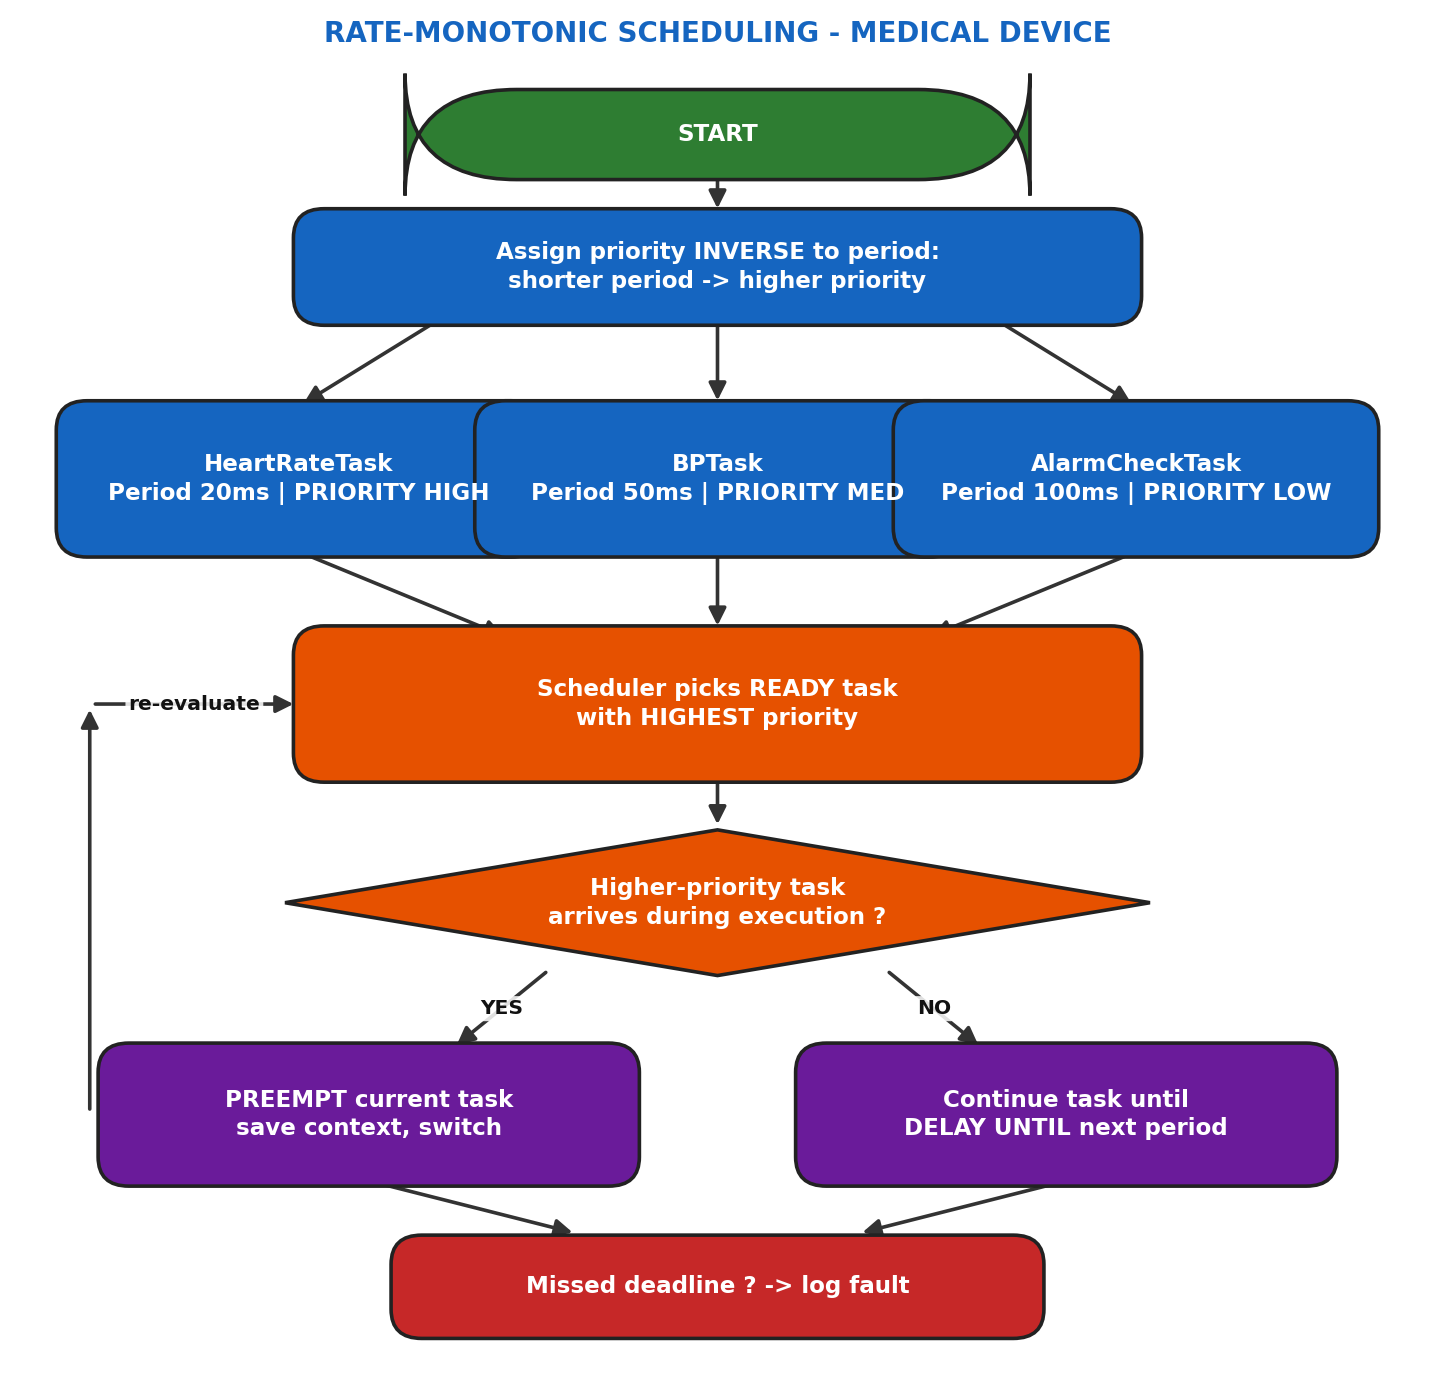 RATE-MONOTONIC SCHEDULING - MEDICAL DEVICE
START
Assign priority INVERSE to period:
shorter period -> higher priority
HeartRateTask
Period 20ms | PRIORITY HIGH
BPTask
Period 50ms | PRIORITY MED
AlarmCheckTask
Period 100ms | PRIORITY LOW
Scheduler picks READY task
with HIGHEST priority
re-evaluate
Higher-priority task
arrives during execution ?
YES
NO
PREEMPT current task
save context, switch
Continue task until
DELAY UNTIL next period
Missed deadline ? -> log fault